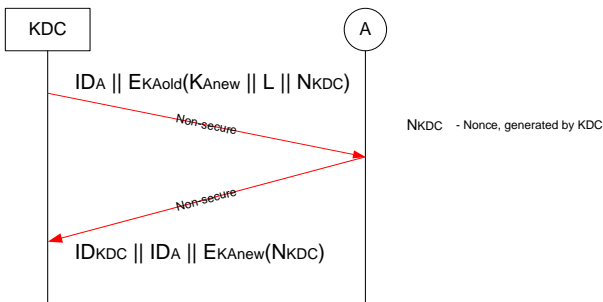 KDC
A
IDA || EKAold(KAnew || L || NKDC)
Non-secure
NKDC - Nonce, generated by KDC
Non-secure
IDKDC || IDA || EKAnew(NKDC)